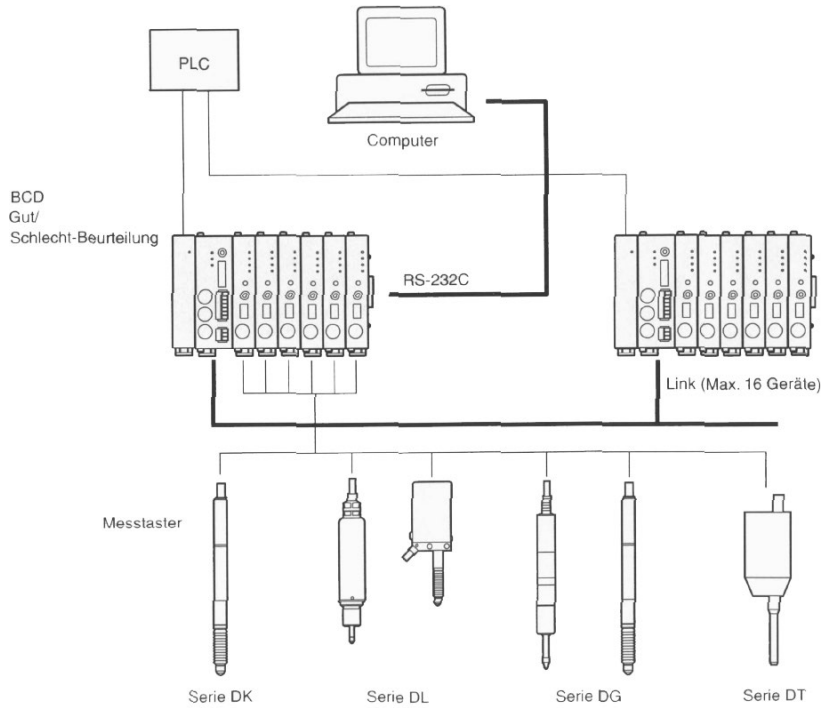 PLC
Computer
BCD
Gut/
Schlecht-Beurteilung
RS-232C
Link (Max. 16 Geräte)
Messtaster
Serie DK
Serie DL
Serie DG
Serie DT